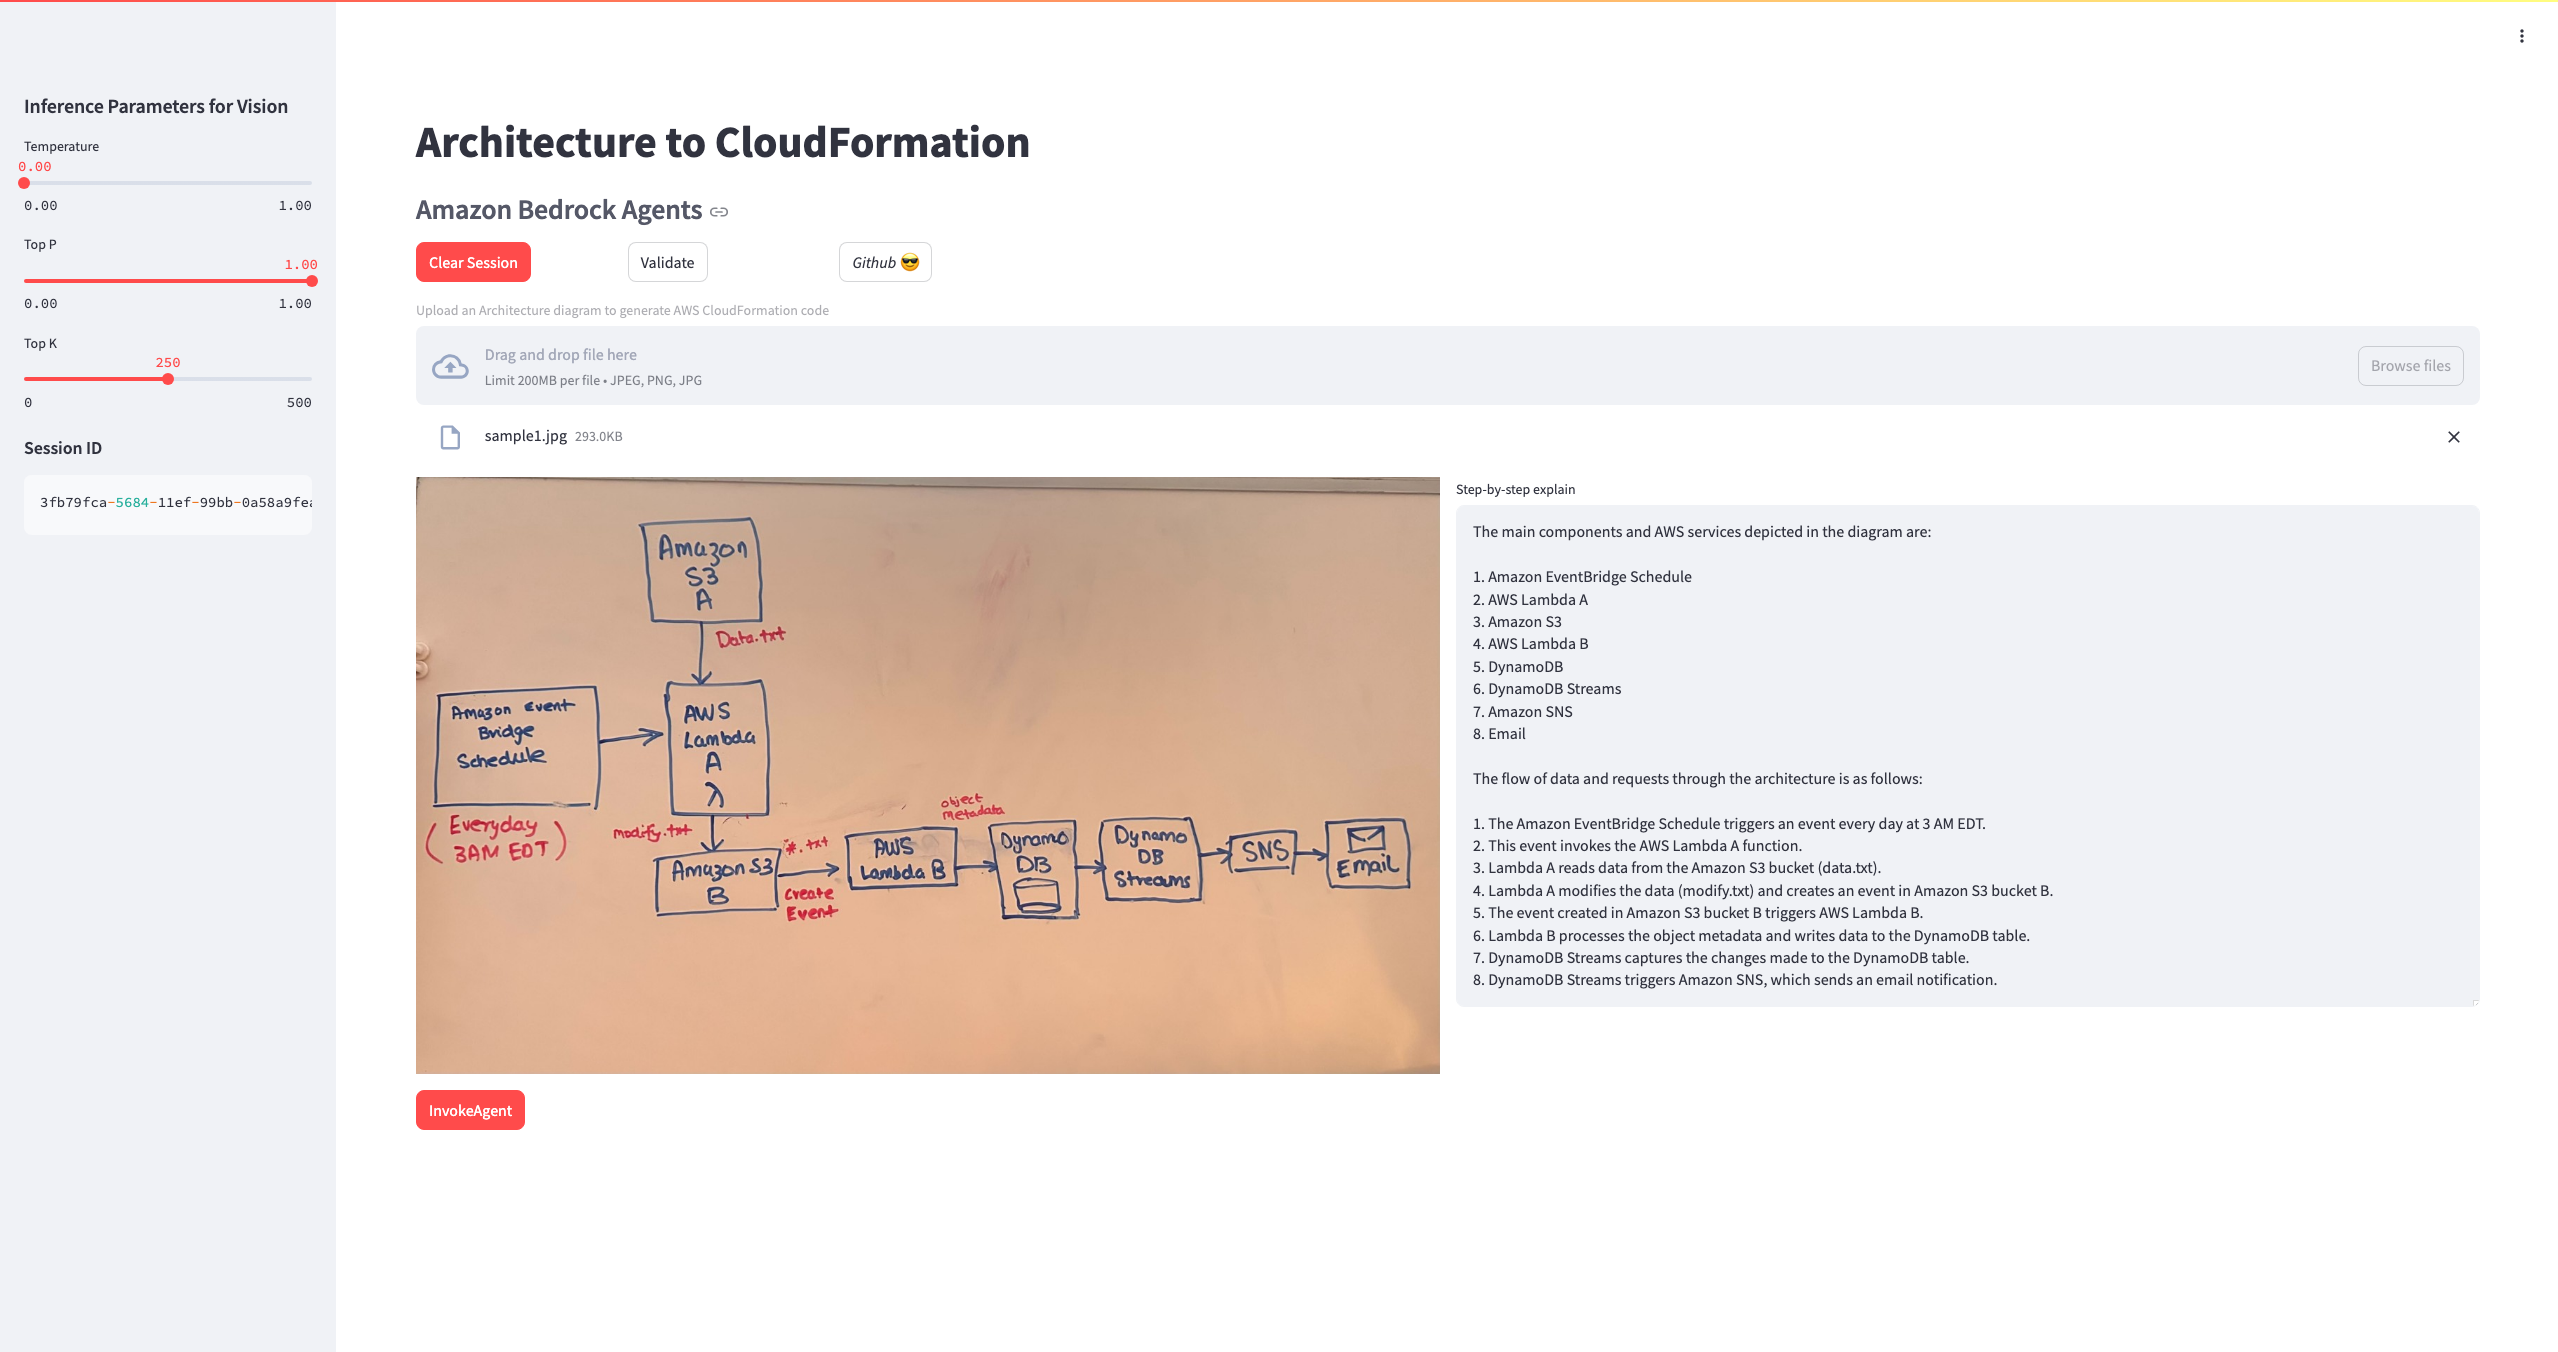 Inference Parameters for Vision
Temperature
0.00
0.00 1.00
Top P
1.00
0.00 1.00
Top K
250
0 500
Session ID
3fb79fca-5684-11ef-99bb-0a58a9fea
Architecture to CloudFormation
Amazon Bedrock Agents
Clear Session
Validate
Github 😎
Upload an Architecture diagram to generate AWS CloudFormation code
Drag and drop file here
Limit 200MB per file • JPEG, PNG, JPG
Browse files
sample1.jpg 293.0KB
Amazon
S3
A
Data.txt
Amazon Event
Bridge
Schedule
(Everyday
3AM EDT)
AWS
Lambda
A
λ
modify.txt
Amazon S3
B
*.txt
Create
Event
AWS
Lambda B
object
metadata
Dynamo
DB
Dynamo
DB
Streams
SNS
Email
InvokeAgent
Step-by-step explain
The main components and AWS services depicted in the diagram are:
1. Amazon EventBridge Schedule
2. AWS Lambda A
3. Amazon S3
4. AWS Lambda B
5. DynamoDB
6. DynamoDB Streams
7. Amazon SNS
8. Email
The flow of data and requests through the architecture is as follows:
1. The Amazon EventBridge Schedule triggers an event every day at 3 AM EDT.
2. This event invokes the AWS Lambda A function.
3. Lambda A reads data from the Amazon S3 bucket (data.txt).
4. Lambda A modifies the data (modify.txt) and creates an event in Amazon S3 bucket B.
5. The event created in Amazon S3 bucket B triggers AWS Lambda B.
6. Lambda B processes the object metadata and writes data to the DynamoDB table.
7. DynamoDB Streams captures the changes made to the DynamoDB table.
8. DynamoDB Streams triggers Amazon SNS, which sends an email notification.